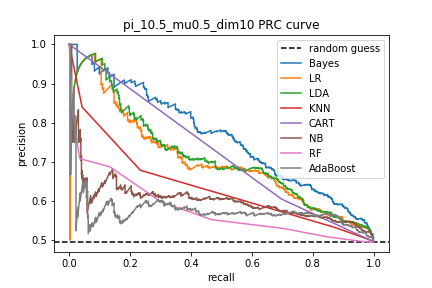 pi_10.5_mu0.5_dim10 PRC curve
precision
1.0
0.9
0.8
0.7
0.6
0.5
random guess
Bayes
LR
LDA
KNN
CART
NB
RF
AdaBoost
0.0 0.2 0.4 0.6 0.8 1.0
recall